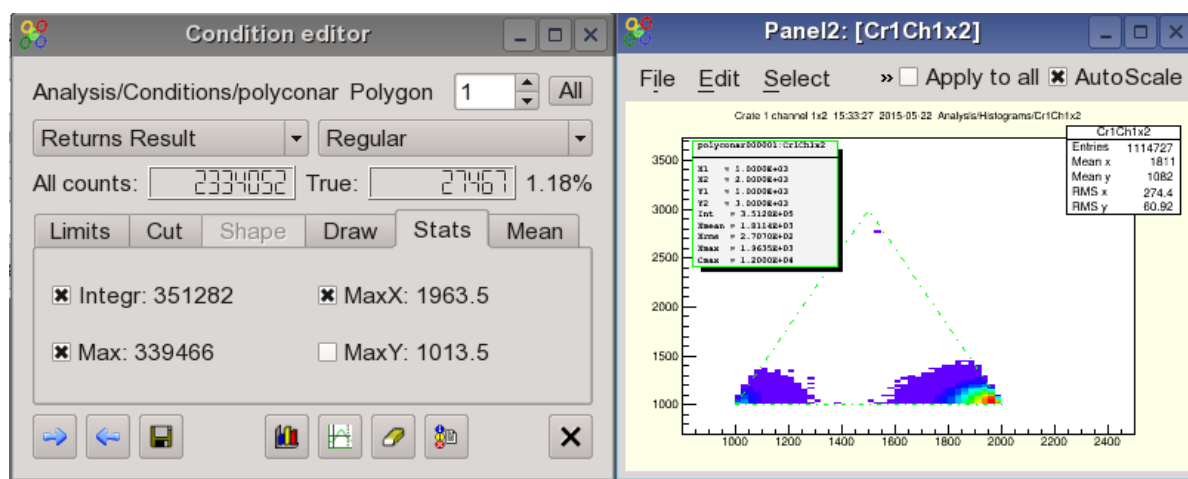 Condition editor
Analysis/Conditions/polyconar Polygon 1 All
Returns Result Regular
All counts: 2334052 True: 27467 1.18%
Limits Cut Shape Draw Stats Mean
Integr: 351282 MaxX: 1963.5
Max: 339466 MaxY: 1013.5
Panel2: [Cr1Ch1x2]
File Edit Select » Apply to all AutoScale
Crate 1 channel 1x2 15:33:27 2015-05-22 Analysis/Histograms/Cr1Ch1x2
polyconar000001:Cr1Ch1x2
X1 = 1.0000E+03
X2 = 2.0000E+03
Y1 = 1.0000E+03
Y2 = 3.0000E+03
Int = 3.5128E+05
Xmean = 1.8114E+03
Xrms = 2.7070E+02
Xmax = 1.9635E+03
Cmax = 1.2000E+04
Cr1Ch1x2
Entries 1114727
Mean x 1811
Mean y 1082
RMS x 274.4
RMS y 60.92
3500
3000
2500
2000
1500
1000
1000 1200 1400 1600 1800 2000 2200 2400